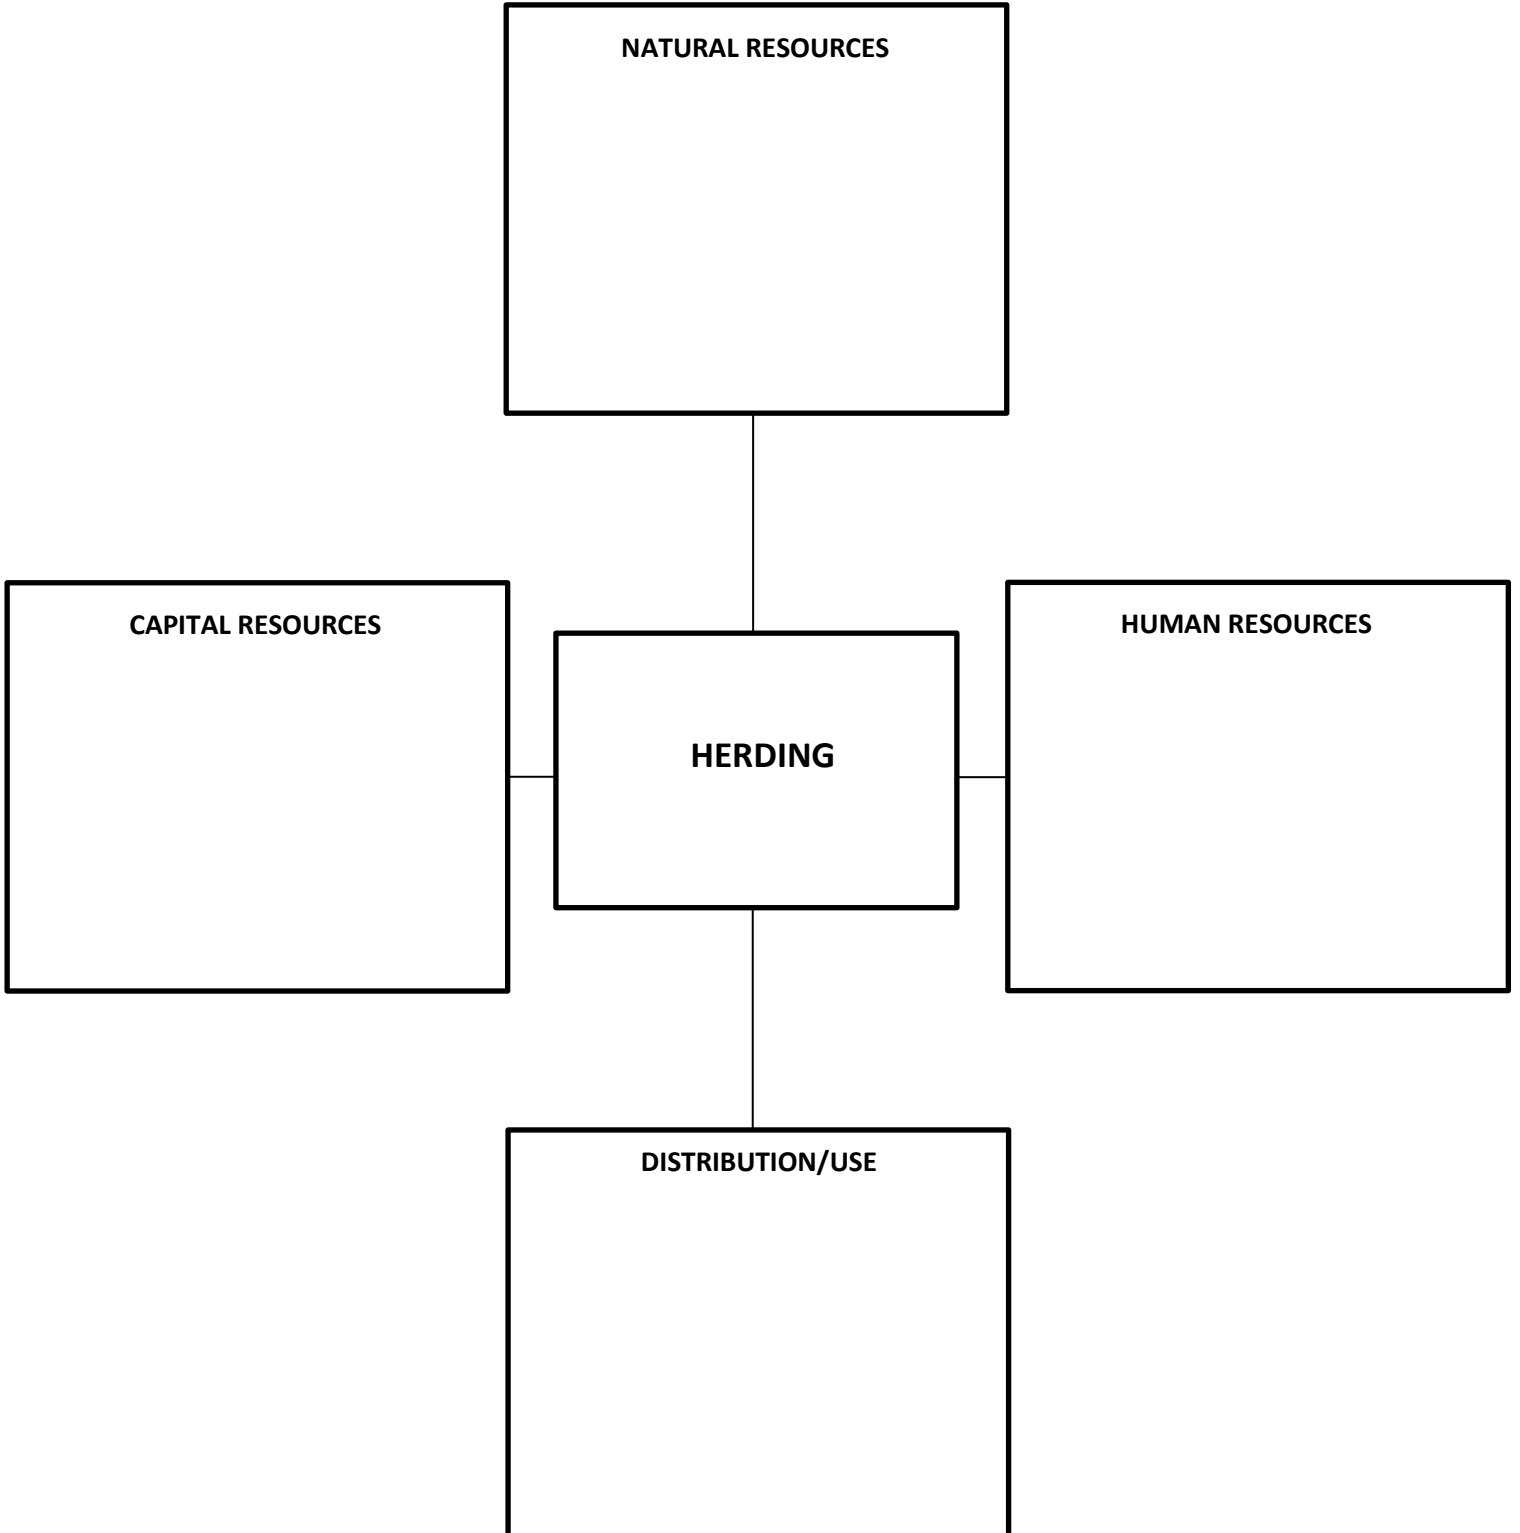 NATURAL RESOURCES
CAPITAL RESOURCES
HUMAN RESOURCES
HERDING
DISTRIBUTION/USE